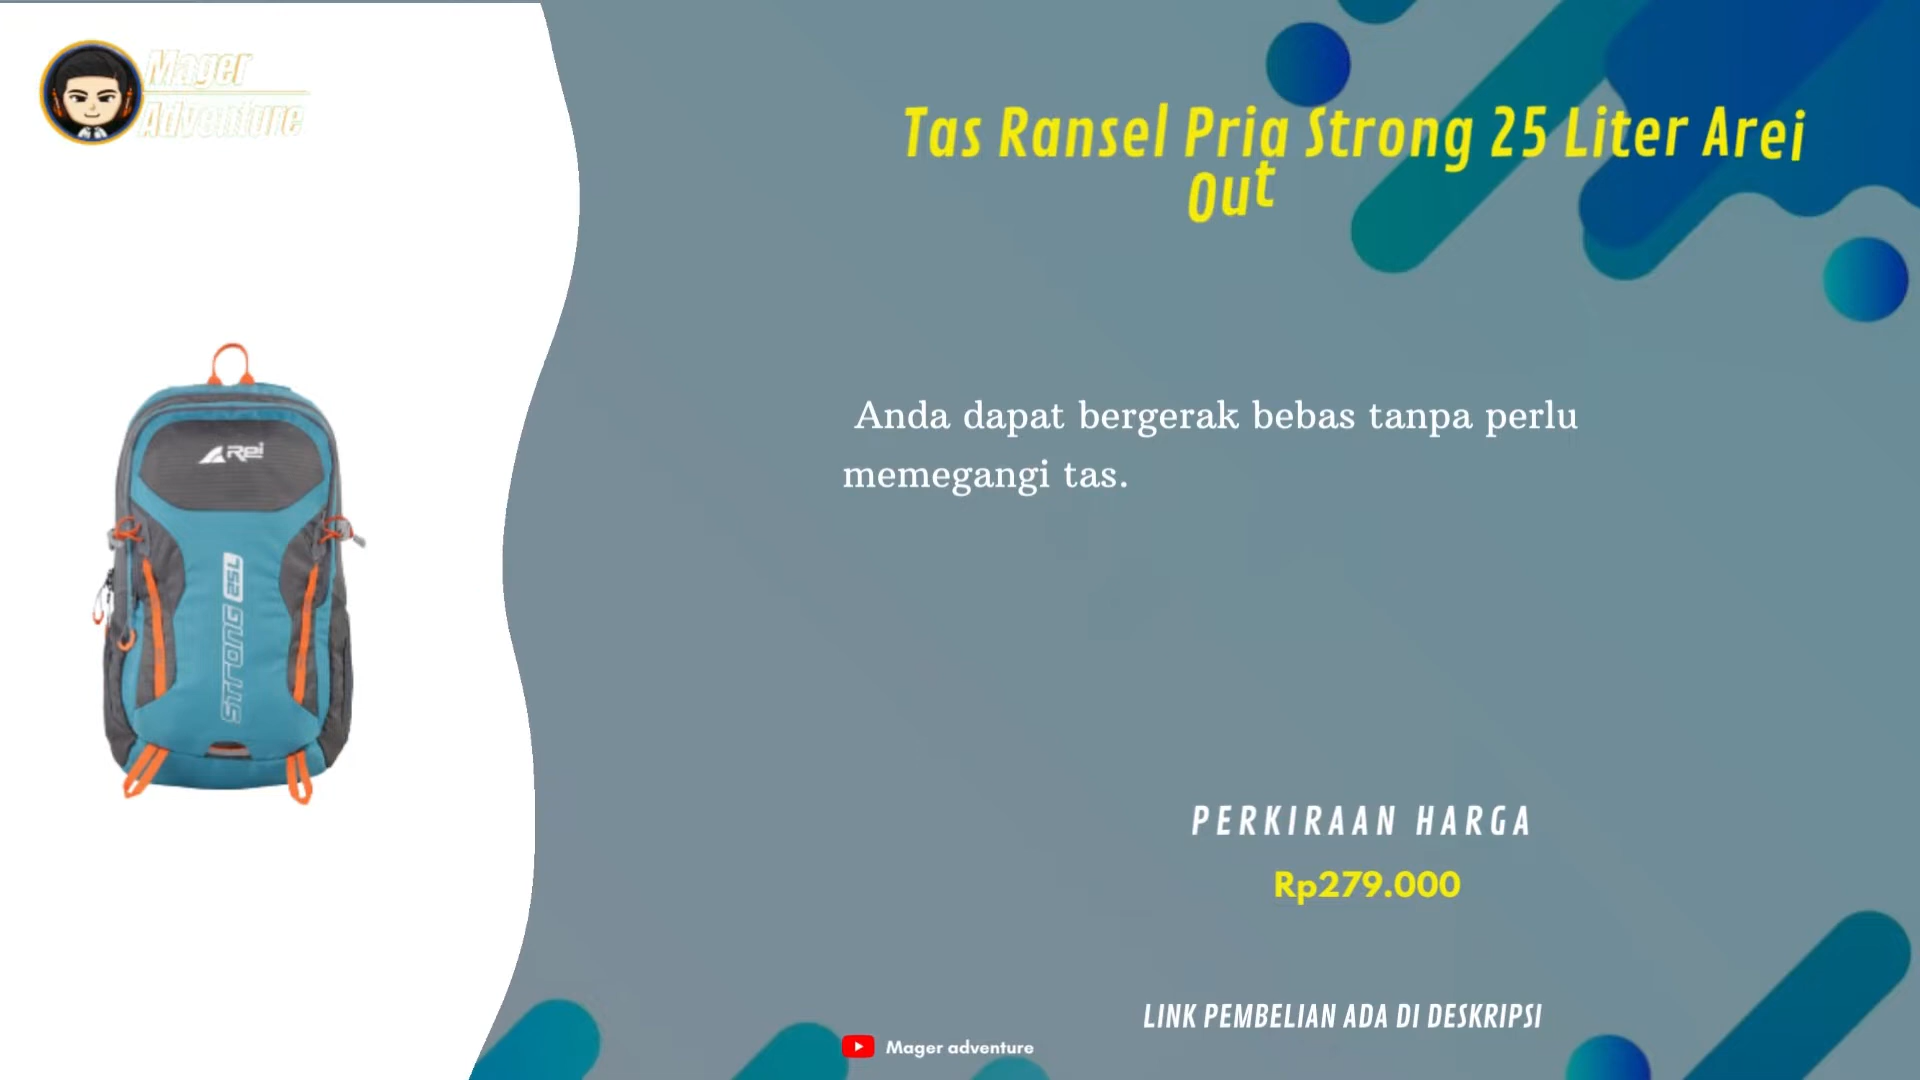 Mager
AdVenture
Tas Ransel Pria Strong 25 Liter Arei
Out
Rei
STRONG 25L
Anda dapat bergerak bebas tanpa perlu
memegangi tas.
PERKIRAAN HARGA
Rp279.000
LINK PEMBELIAN ADA DI DESKRIPSI
Mager adventure